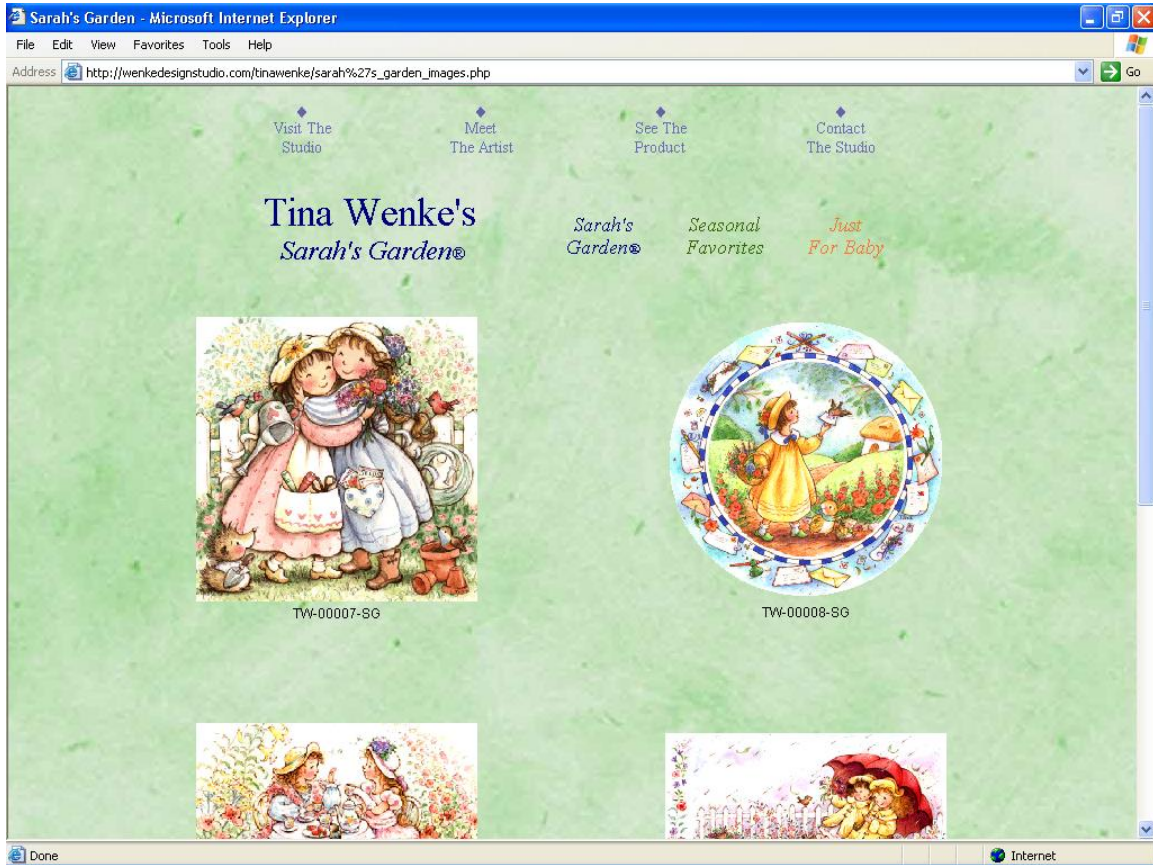 Sarah's Garden - Microsoft Internet Explorer
File Edit View Favorites Tools Help
Address http://wenkedesignstudio.com/tinawenke/sarah%27s_garden_images.php Go
Visit The
Studio
Meet
The Artist
See The
Product
Contact
The Studio
Tina Wenke's
Sarah's Garden®
Sarah's
Garden®
Seasonal
Favorites
Just
For Baby
TW-00007-SG
TW-00008-SG
Done Internet